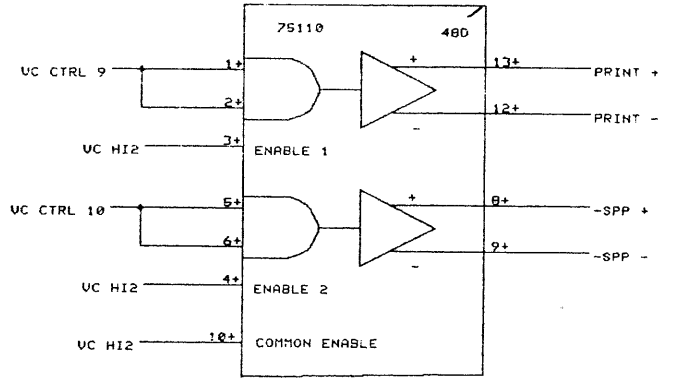 75110 48D
VC CTRL 9 1+ + 13+ PRINT +
2+ 12+ PRINT -
-
VC HI2 3+ ENABLE 1
VC CTRL 10 5+ + 8+ -SPP +
6+ 9+ -SPP -
-
VC HI2 4+ ENABLE 2
VC HI2 10+ COMMON ENABLE